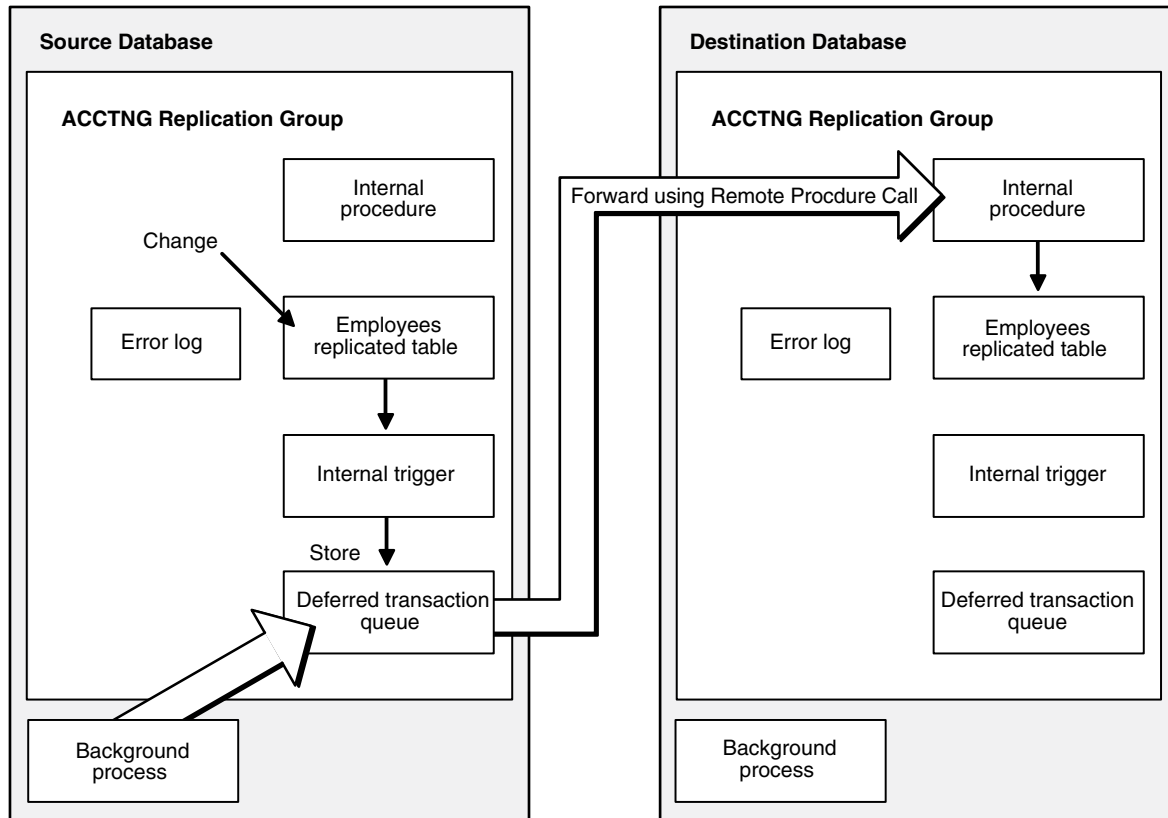 Source Database
ACCTNG Replication Group
Internal
procedure
Change
Error log
Employees
replicated table
Internal trigger
Store
Deferred transaction
queue
Background
process
Forward using Remote Procdure Call
Destination Database
ACCTNG Replication Group
Internal
procedure
Error log
Employees
replicated table
Internal trigger
Deferred transaction
queue
Background
process